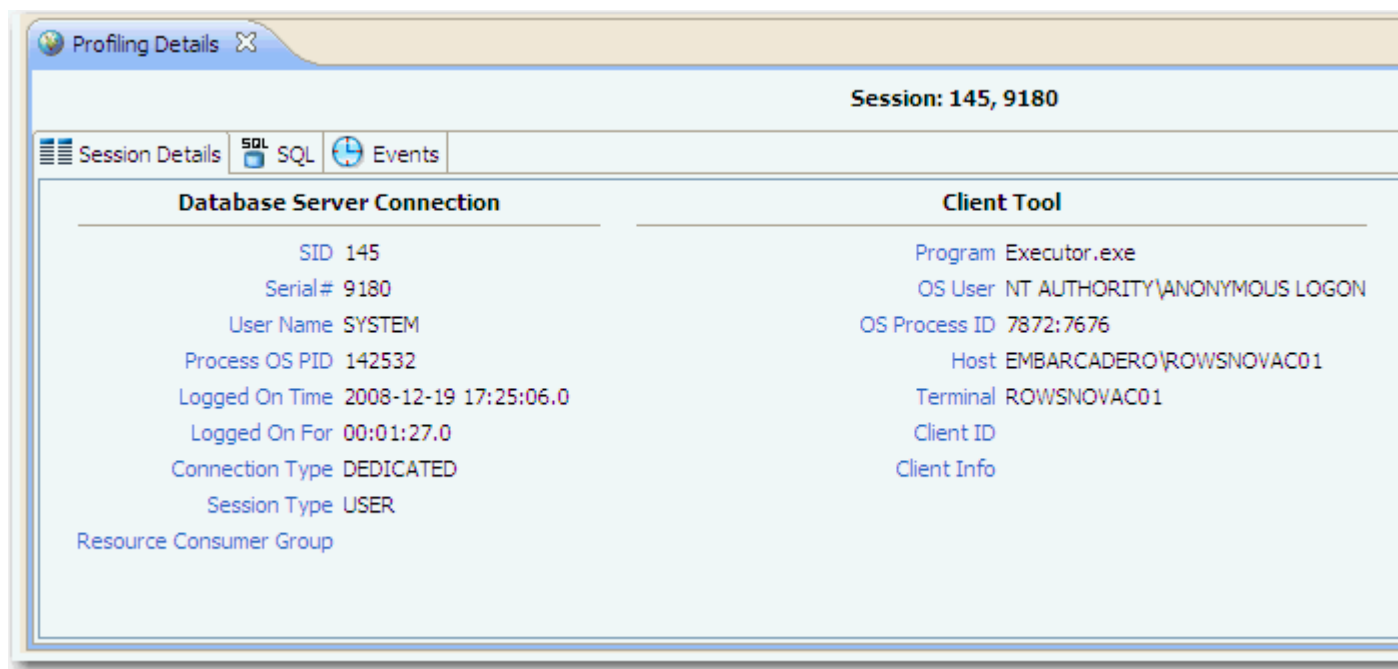 Profiling Details
Session: 145, 9180
Session Details SQL SQL Events
Database Server Connection
SID 145
Serial# 9180
User Name SYSTEM
Process OS PID 142532
Logged On Time 2008-12-19 17:25:06.0
Logged On For 00:01:27.0
Connection Type DEDICATED
Session Type USER
Resource Consumer Group
Client Tool
Program Executor.exe
OS User NT AUTHORITY\ANONYMOUS LOGON
OS Process ID 7872:7676
Host EMBARCADERO\ROWSNOVAC01
Terminal ROWSNOVAC01
Client ID
Client Info